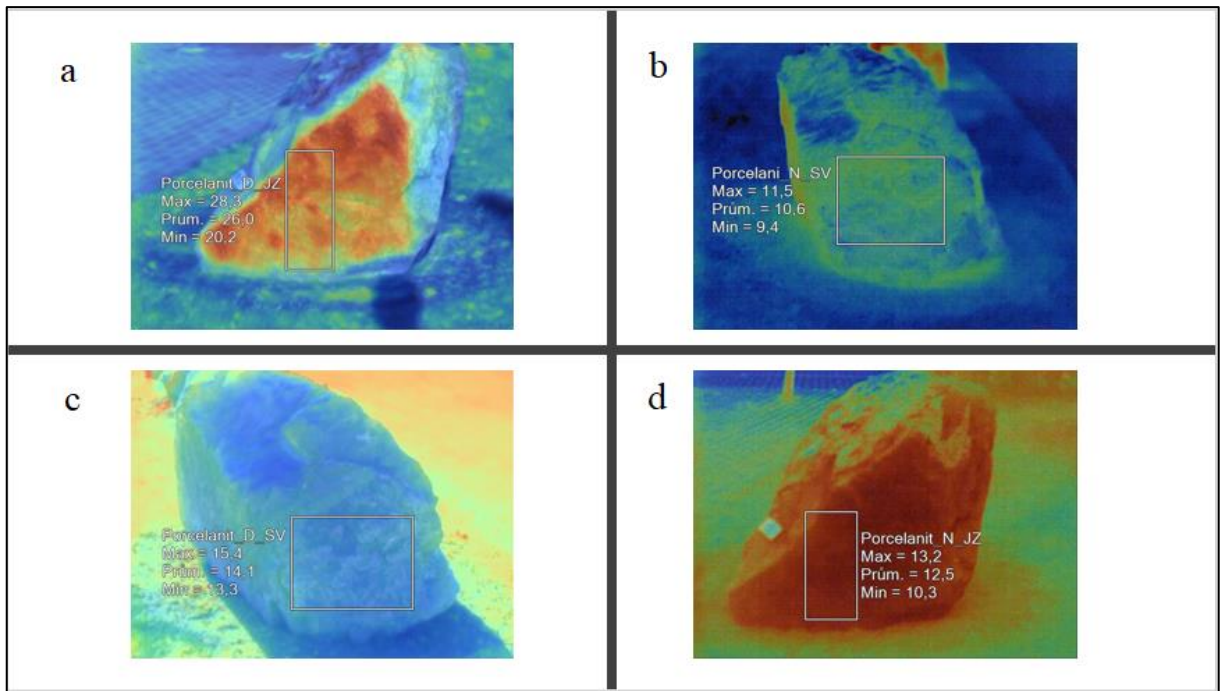 a
Porcelanit_D_JZ
Max = 28,3
Prům. = 26,0
Min = 20,2
b
Porcelani_N_SV
Max = 11,5
Prům. = 10,6
Min = 9,4
c
Porcelanit_D_SV
Max = 15,4
Prům. = 14,1
Min = 13,3
d
Porcelanit_N_JZ
Max = 13,2
Prům. = 12,5
Min = 10,3